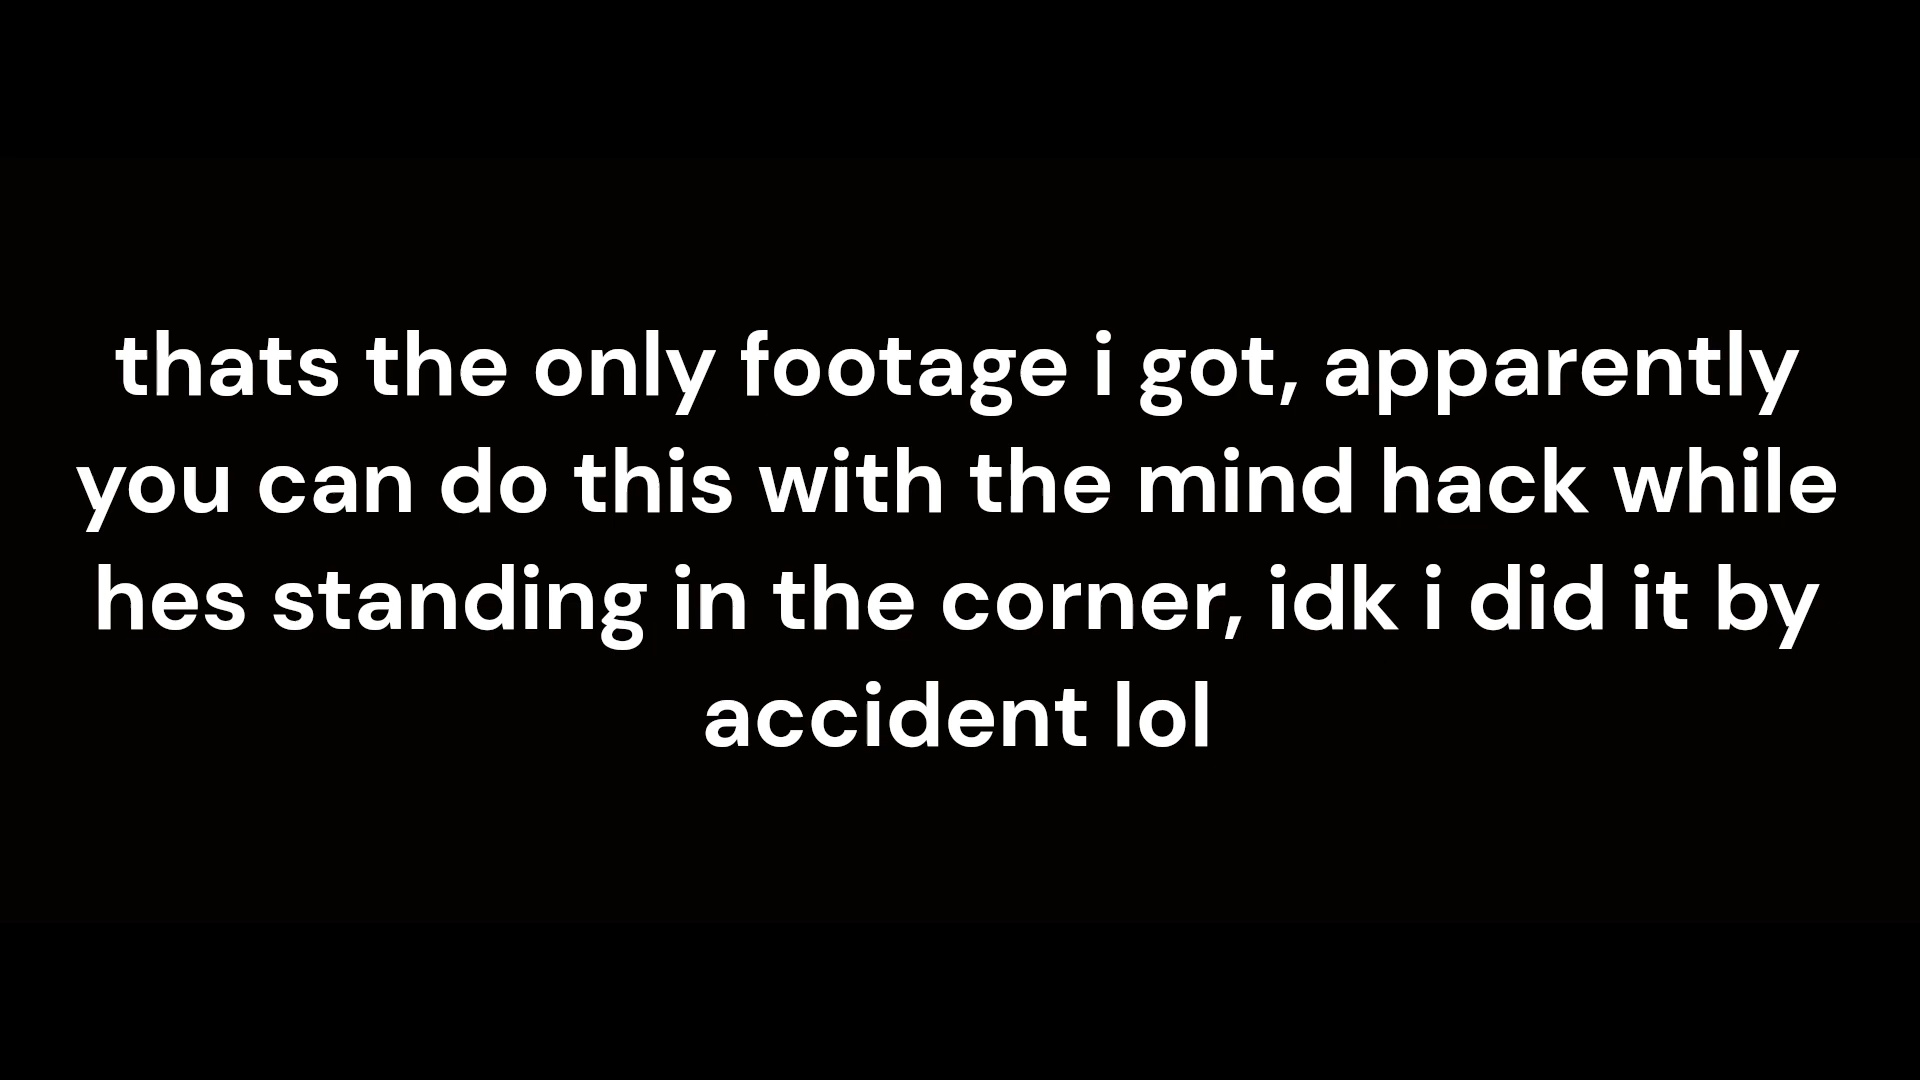 thats the only footage i got, apparently
you can do this with the mind hack while
hes standing in the corner, idk i did it by
accident lol